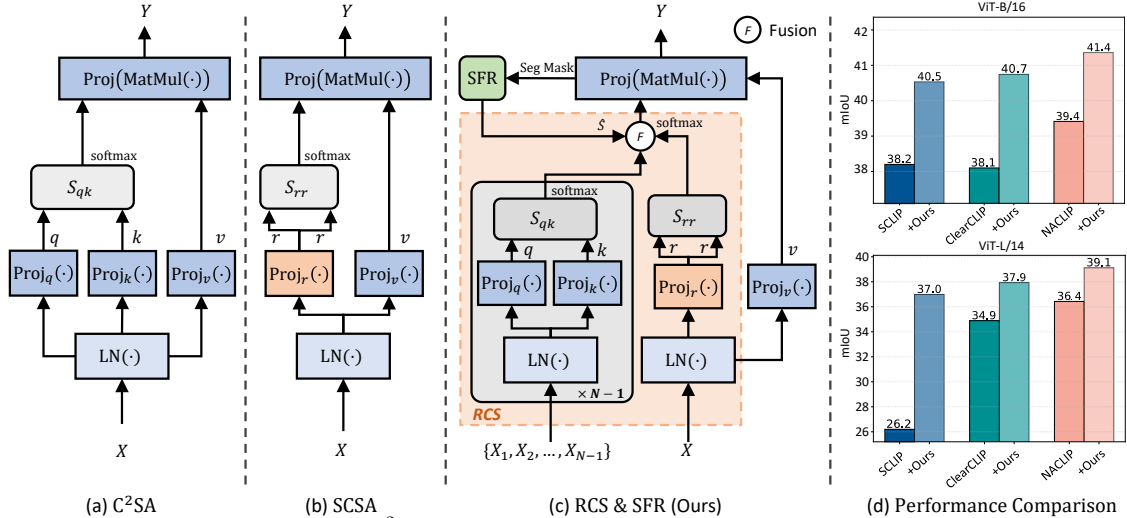 Y
Proj(MatMul(·))
softmax
S_qk
q k v
Proj_q(·) Proj_k(·) Proj_v(·)
LN(·)
X
(a) C²SA
Y
Proj(MatMul(·))
softmax
S_rr
r r v
Proj_r(·) Proj_v(·)
LN(·)
X
(b) SCSA
Y
F Fusion
SFR Seg Mask Proj(MatMul(·))
Ŝ F softmax
softmax
S_qk S_rr
q k r r
Proj_q(·) Proj_k(·) Proj_r(·) Proj_v(·)
LN(·) LN(·)
× N − 1
RCS
{X_1, X_2, ..., X_{N−1}} X
(c) RCS & SFR (Ours)
ViT-B/16
mIoU
42
41
40
39
38
38.2 40.5 38.1 40.7 39.4 41.4
SCLIP +Ours ClearCLIP +Ours NACLIP +Ours
ViT-L/14
mIoU
40
38
36
34
32
30
28
26
26.2 37.0 34.9 37.9 36.4 39.1
SCLIP +Ours ClearCLIP +Ours NACLIP +Ours
(d) Performance Comparison